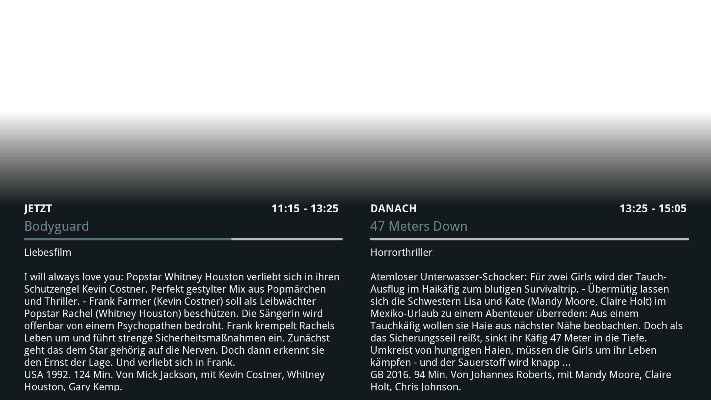 JETZT 11:15 - 13:25
Bodyguard
Liebesfilm
I will always love you: Popstar Whitney Houston verliebt sich in ihren
Schutzengel Kevin Costner. Perfekt gestylter Mix aus Popmärchen
und Thriller. - Frank Farmer (Kevin Costner) soll als Leibwächter
Popstar Rachel (Whitney Houston) beschützen. Die Sängerin wird
offenbar von einem Psychopathen bedroht. Frank krempelt Rachels
Leben um und führt strenge Sicherheitsmaßnahmen ein. Zunächst
geht das dem Star gehörig auf die Nerven. Doch dann erkennt sie
den Ernst der Lage. Und verliebt sich in Frank.
USA 1992. 124 Min. Von Mick Jackson, mit Kevin Costner, Whitney
Houston, Gary Kemp.
DANACH 13:25 - 15:05
47 Meters Down
Horrorthriller
Atemloser Unterwasser-Schocker: Für zwei Girls wird der Tauch-
Ausflug im Haikäfig zum blutigen Survivaltrip. - Übermütig lassen
sich die Schwestern Lisa und Kate (Mandy Moore, Claire Holt) im
Mexiko-Urlaub zu einem Abenteuer überreden: Aus einem
Tauchkäfig wollen sie Haie aus nächster Nähe beobachten. Doch als
das Sicherungsseil reißt, sinkt ihr Käfig 47 Meter in die Tiefe.
Umkreist von hungrigen Haien, müssen die Girls um ihr Leben
kämpfen - und der Sauerstoff wird knapp ...
GB 2016. 94 Min. Von Johannes Roberts, mit Mandy Moore, Claire
Holt, Chris Johnson.